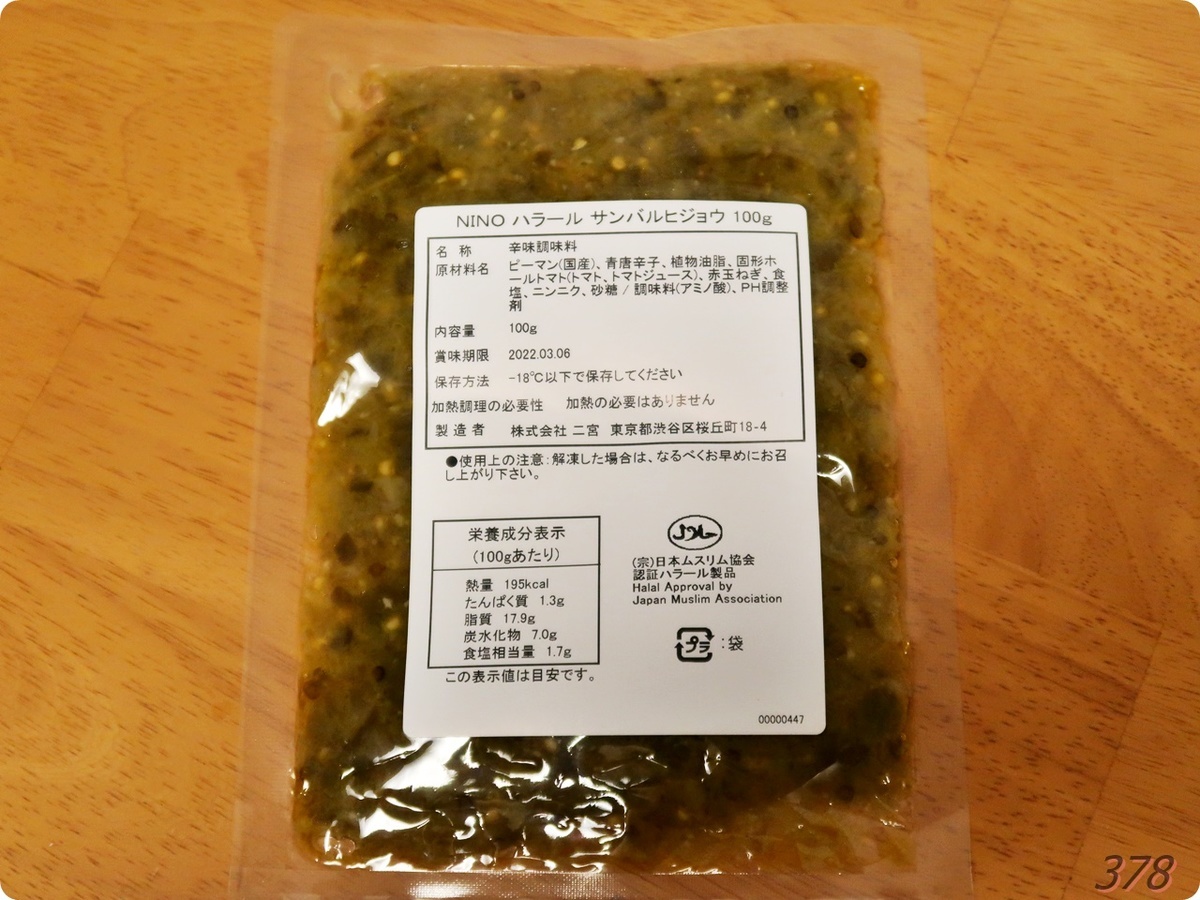 NINO ハラール サンバルヒジョウ 100g
名 称 辛味調味料
原材料名 ピーマン(国産)、青唐辛子、植物油脂、固形ホ
ールトマト(トマト、トマトジュース)、赤玉ねぎ、食
塩、ニンニク、砂糖 / 調味料(アミノ酸)、PH調整
剤
内容量 100g
賞味期限 2022.03.06
保存方法 -18℃以下で保存してください
加熱調理の必要性 加熱の必要はありません
製造者 株式会社 二宮 東京都渋谷区桜丘町18-4
●使用上の注意:解凍した場合は、なるべくお早めにお召
し上がり下さい。
栄養成分表示
(100gあたり)
熱量 195kcal
たんぱく質 1.3g
脂質 17.9g
炭水化物 7.0g
食塩相当量 1.7g
この表示値は目安です。
(宗)日本ムスリム協会
認証ハラール製品
Halal Approval by
Japan Muslim Association
プラ :袋
00000447
378